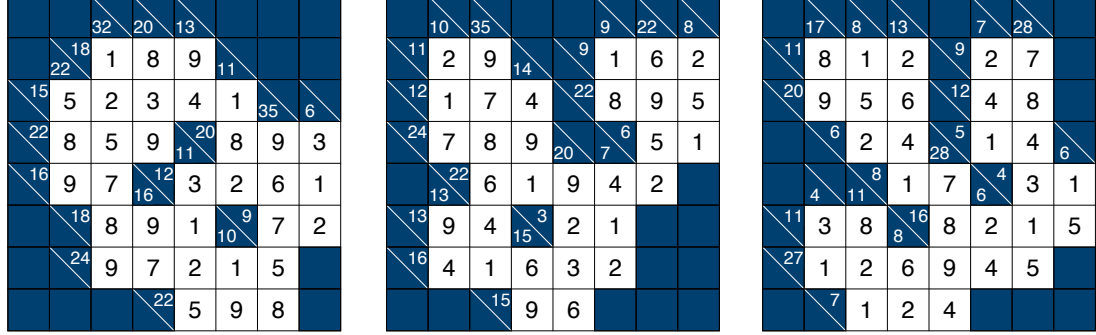 32 20 13
18 22 1 8 9 11
15 5 2 3 4 1 35 6
22 8 5 9 20 11 8 9 3
16 9 7 12 16 3 2 6 1
18 8 9 1 9 10 7 2
24 9 7 2 1 5
22 5 9 8
10 35 9 22 8
11 2 9 14 9 1 6 2
12 1 7 4 22 8 9 5
24 7 8 9 20 6 7 5 1
22 13 6 1 9 4 2
13 9 4 3 15 2 1
16 4 1 6 3 2
15 9 6
17 8 13 7 28
11 8 1 2 9 2 7
20 9 5 6 12 4 8
6 2 4 5 28 1 4 6
4 8 11 1 7 4 6 3 1
11 3 8 16 8 8 2 1 5
27 1 2 6 9 4 5
7 1 2 4